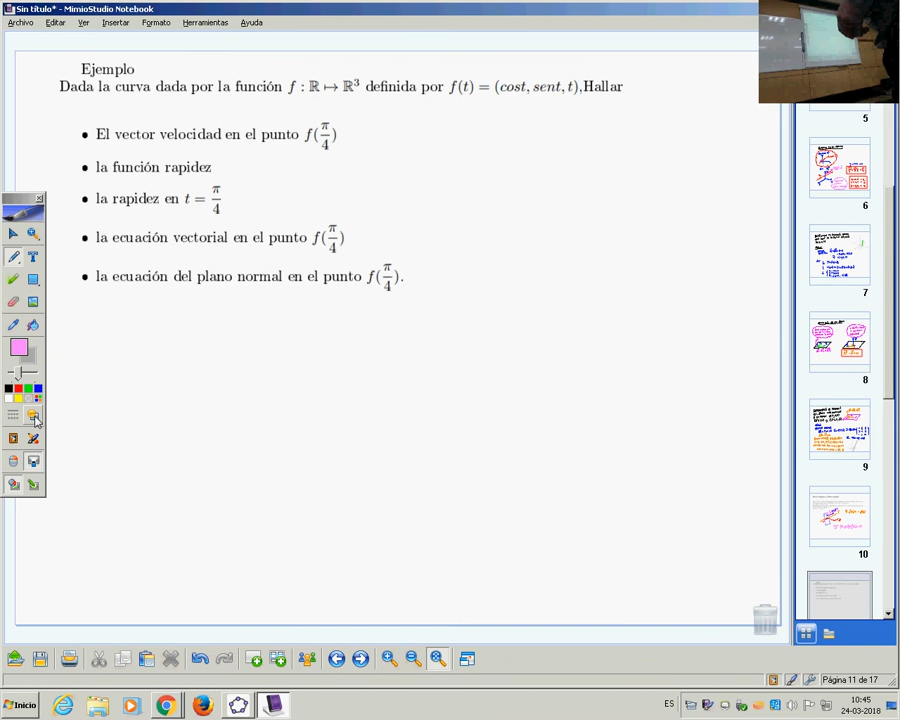 Sin título* - MimioStudio Notebook
Archivo Editar Ver Insertar Formato Herramientas Ayuda
Ejemplo
Dada la curva dada por la función f : ℝ ↦ ℝ³ definida por f(t) = (cost, sent, t),Hallar
• El vector velocidad en el punto f(π/4)
• la función rapidez
• la rapidez en t = π/4
• la ecuación vectorial en el punto f(π/4)
• la ecuación del plano normal en el punto f(π/4).
5
6
7
8
9
10
Página 11 de 17
Inicio
ES
10:45
24-03-2018